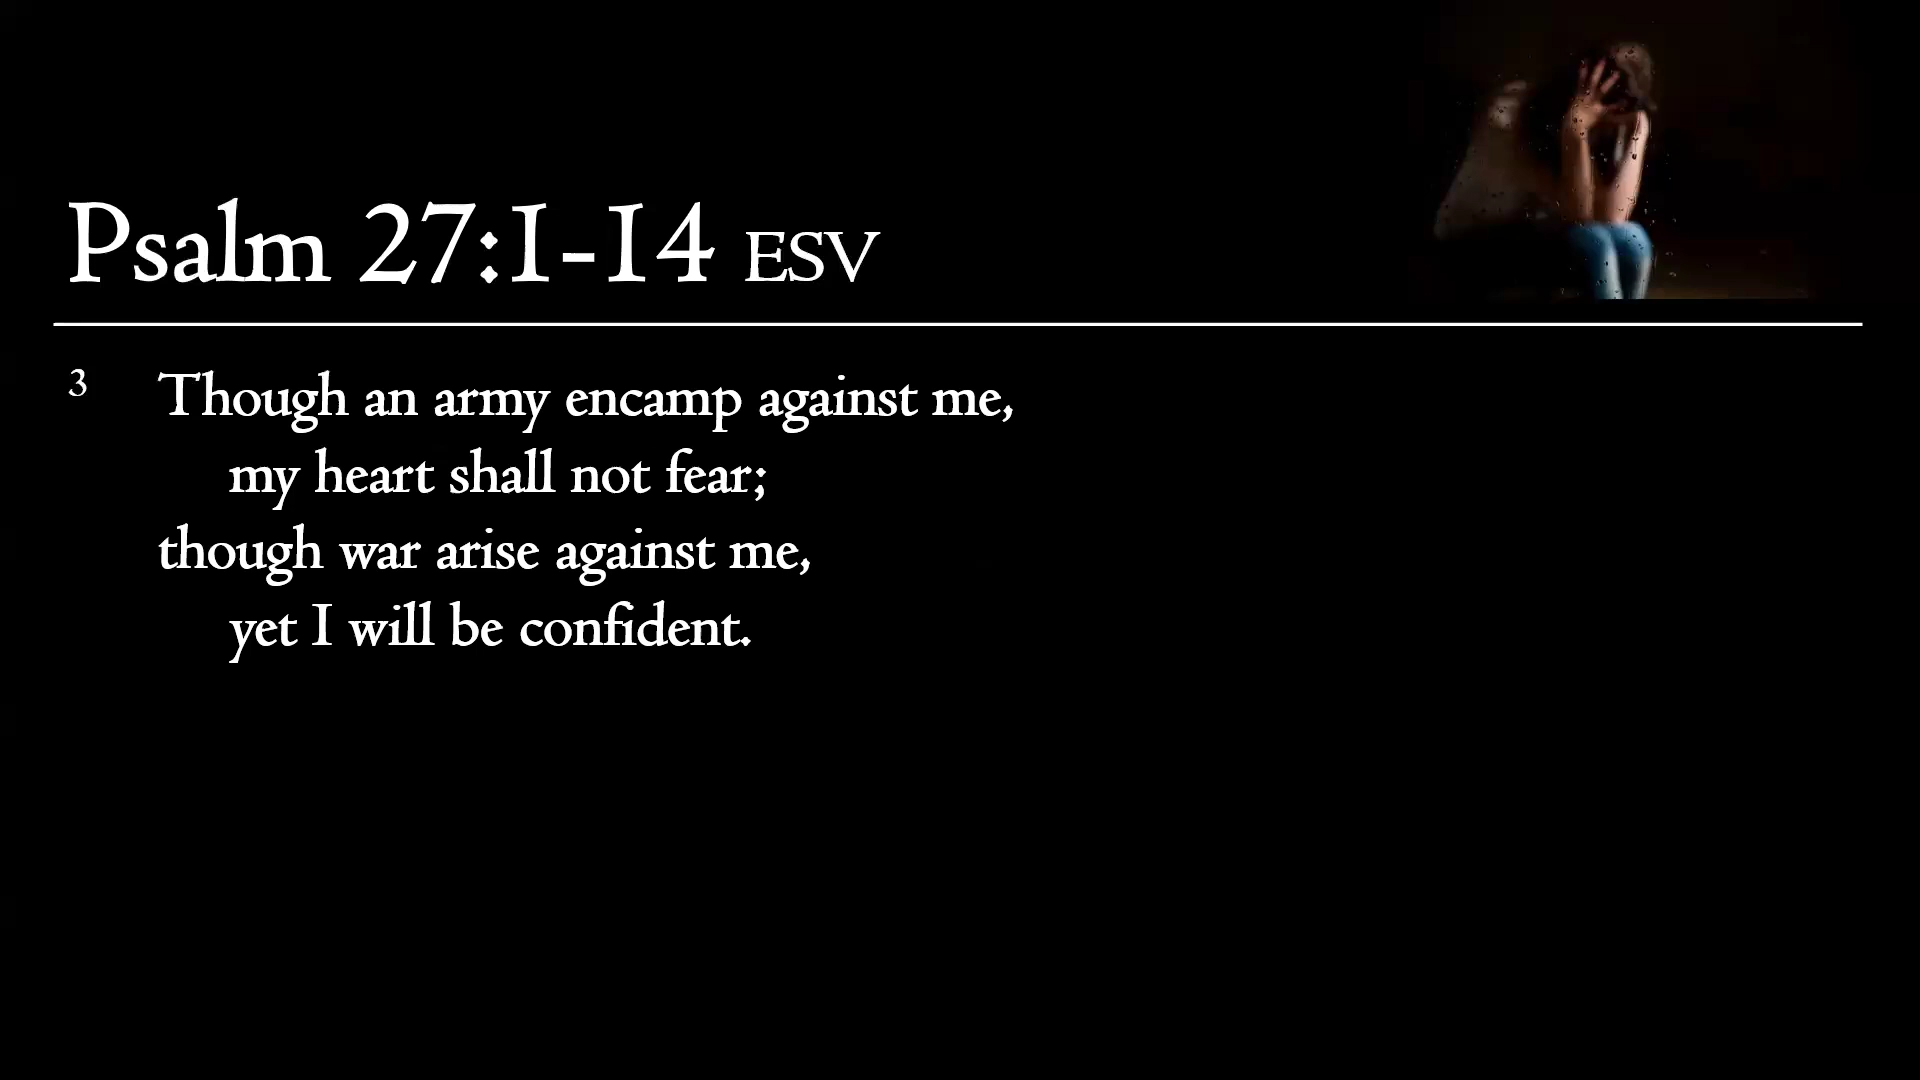 Psalm 27:1-14 ESV
3 Though an army encamp against me,
my heart shall not fear;
though war arise against me,
yet I will be confident.